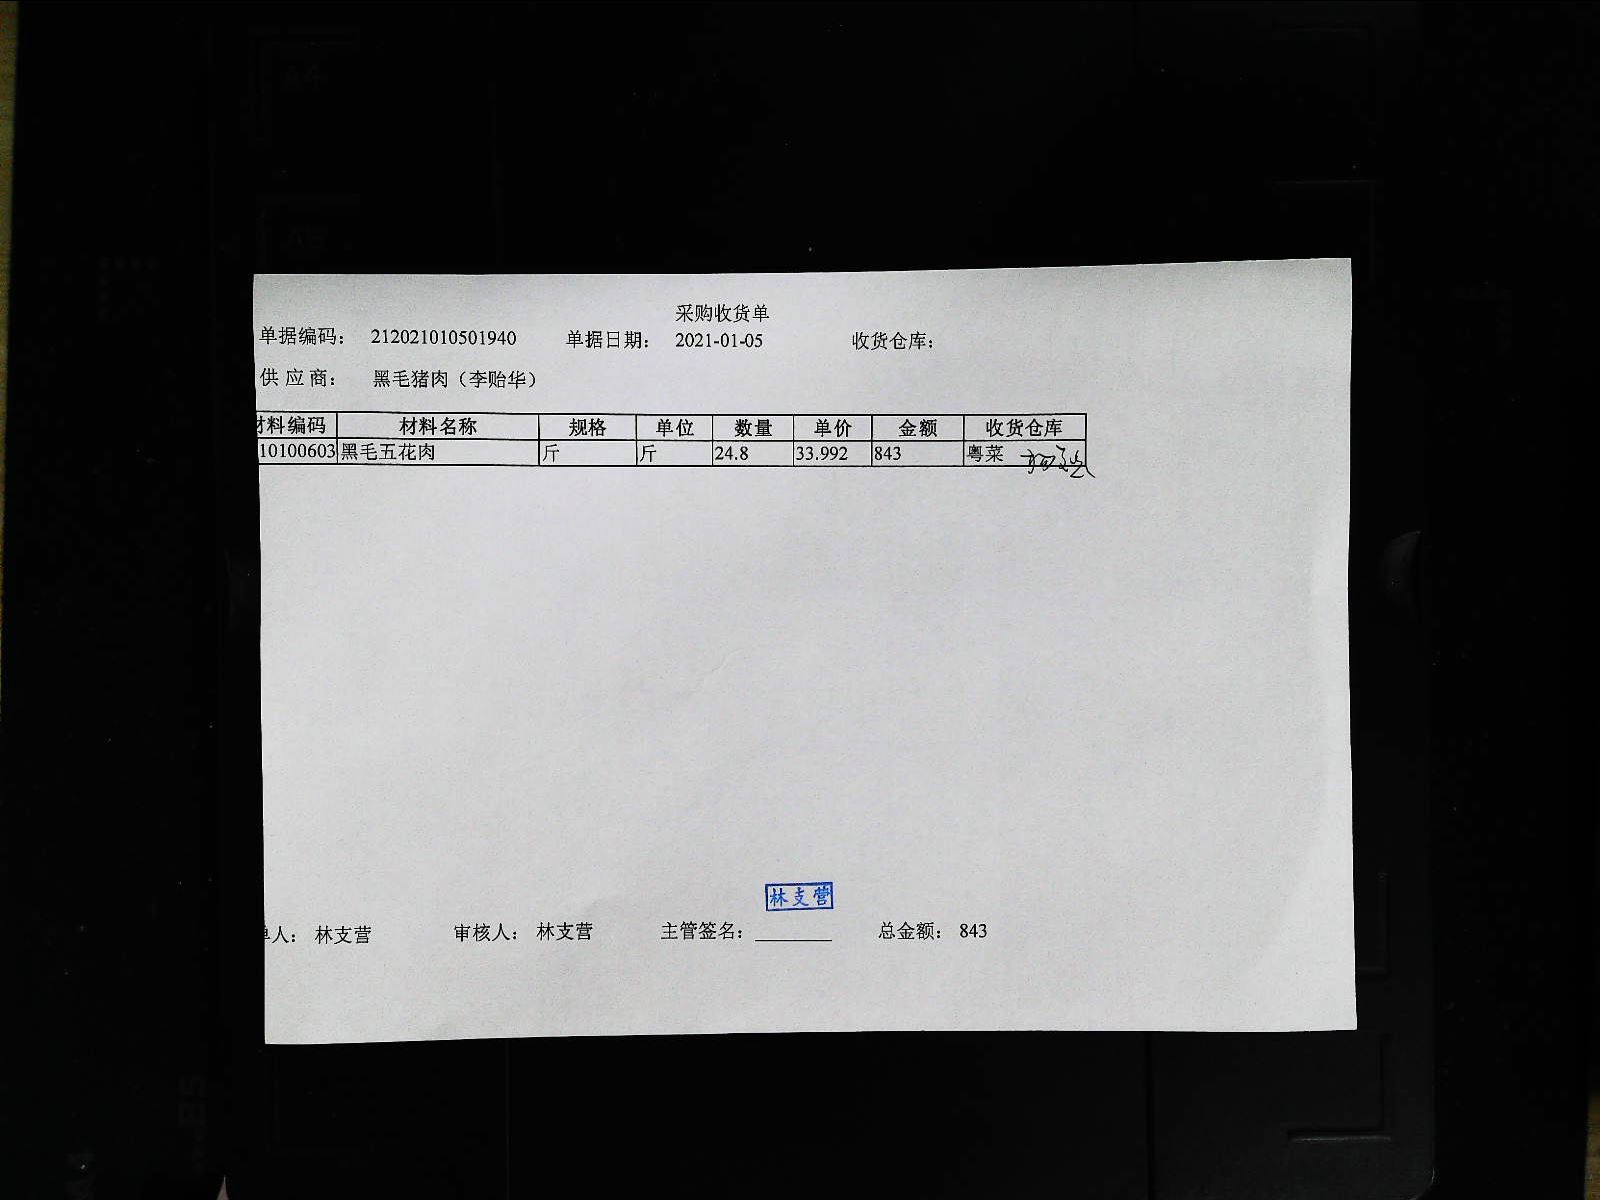 采购收货单
单据编码： 212021010501940 单据日期： 2021-01-05 收货仓库：
供 应 商： 黑毛猪肉（李贻华）
材料编码 材料名称 规格 单位 数量 单价 金额 收货仓库
10100603 黑毛五花肉 斤 斤 24.8 33.992 843 粤菜
林支营
单人： 林支营 审核人： 林支营 主管签名： 总金额： 843